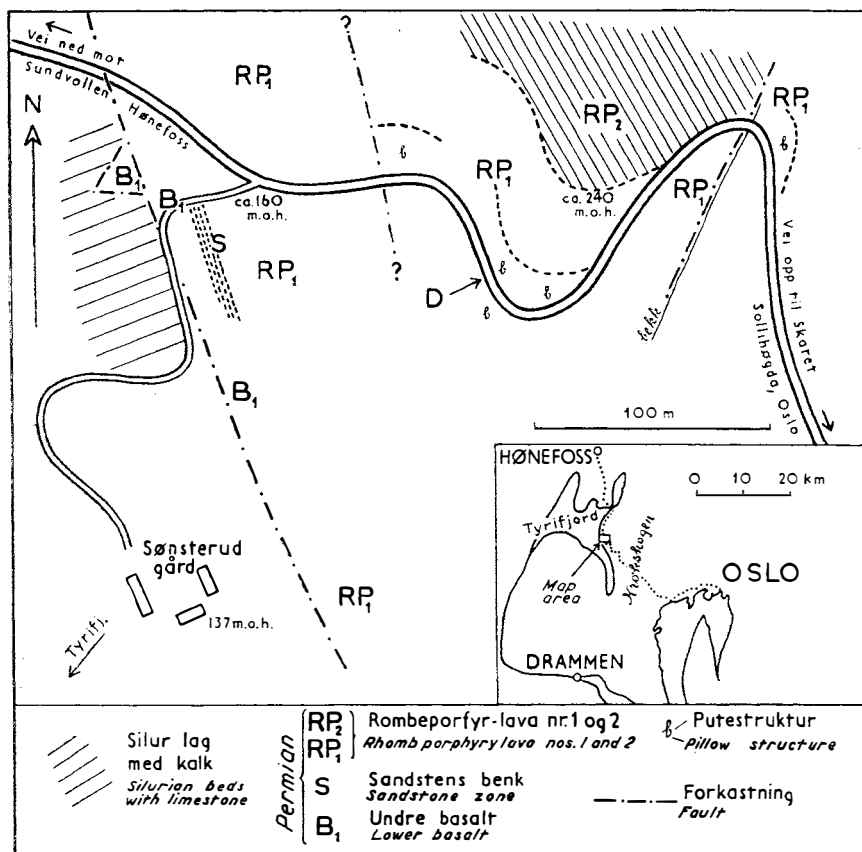 Vei ned mot
Sundvollen Hønefoss
N
RP1
?
RP2
RP1
b
B1
B1
ca.160
m.o.h.
S
RP1
b
RP1
ca.240
m.o.h.
RP1
b
?
D
b
b
b
bekk
Vei opp til Skaret
Sollihøgda, Oslo
B1
100 m
Sønsterud
gård
137m.o.h.
Tyrifj.
RP1
HØNEFOSS
0 10 20 km
Tyrifjord
Krokskogen
Map
area
OSLO
DRAMMEN
Silur lag
med kalk
Silurian beds
with limestone
Permian
RP2
RP1
Rombeporfyr-lava nr.1 og 2
Rhomb porphyry lava nos. 1 and 2
S
Sandstens benk
Sandstone zone
B1
Undre basalt
Lower basalt
b
Putestruktur
Pillow structure
Forkastning
Fault